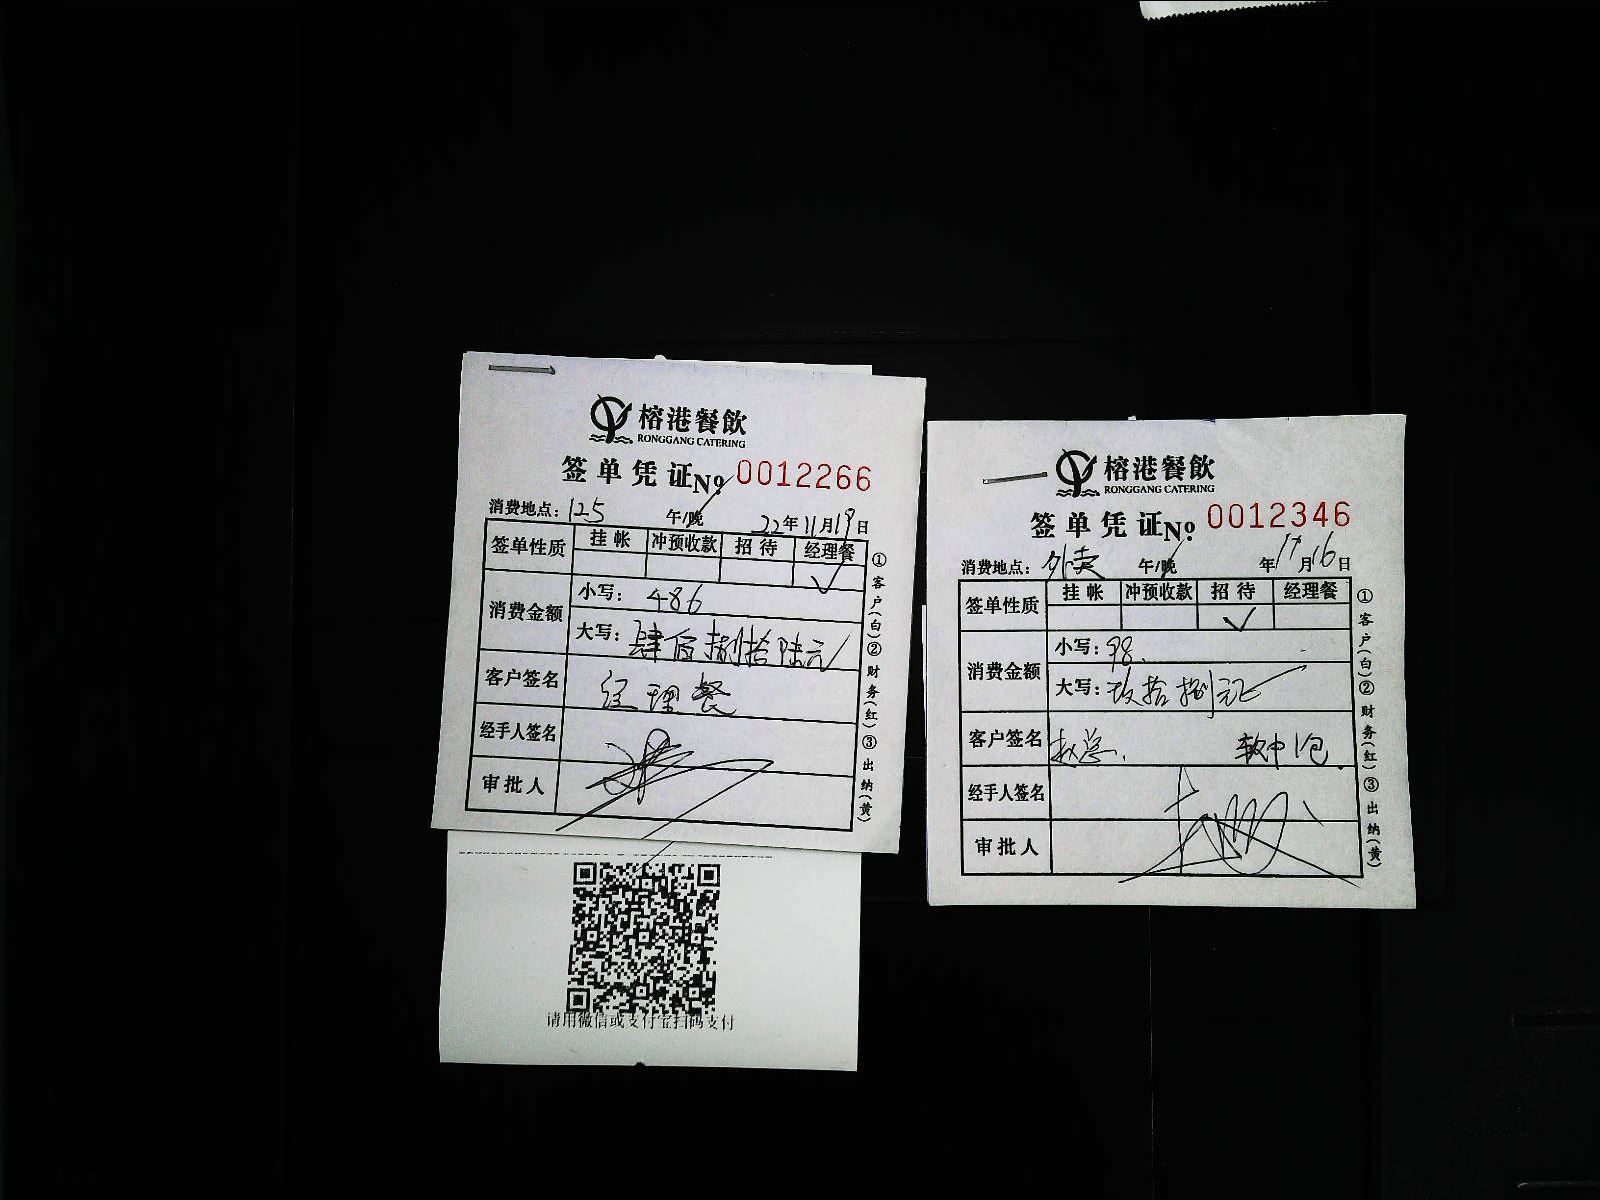 榕港餐飲
RONGGANG CATERING
签单凭证 No 0012266
消费地点: 125 午/晚 22年11月19日
签单性质 挂帐 冲预收款 招待 经理餐
✓
消费金额 小写: 486
大写: 肆佰捌拾陆元
客户签名 经理餐
经手人签名
审批人
①客户(白)②财务(红)③出纳(黄)
请用微信或支付宝扫码支付
榕港餐飲
RONGGANG CATERING
签单凭证 No 0012346
消费地点: 外卖 午/晚 年11月16日
签单性质 挂帐 冲预收款 招待 经理餐
✓
消费金额 小写: 98.
大写: 玖拾捌元
客户签名 赵总. 软中1包.
经手人签名
审批人
①客户(白)②财务(红)③出纳(黄)